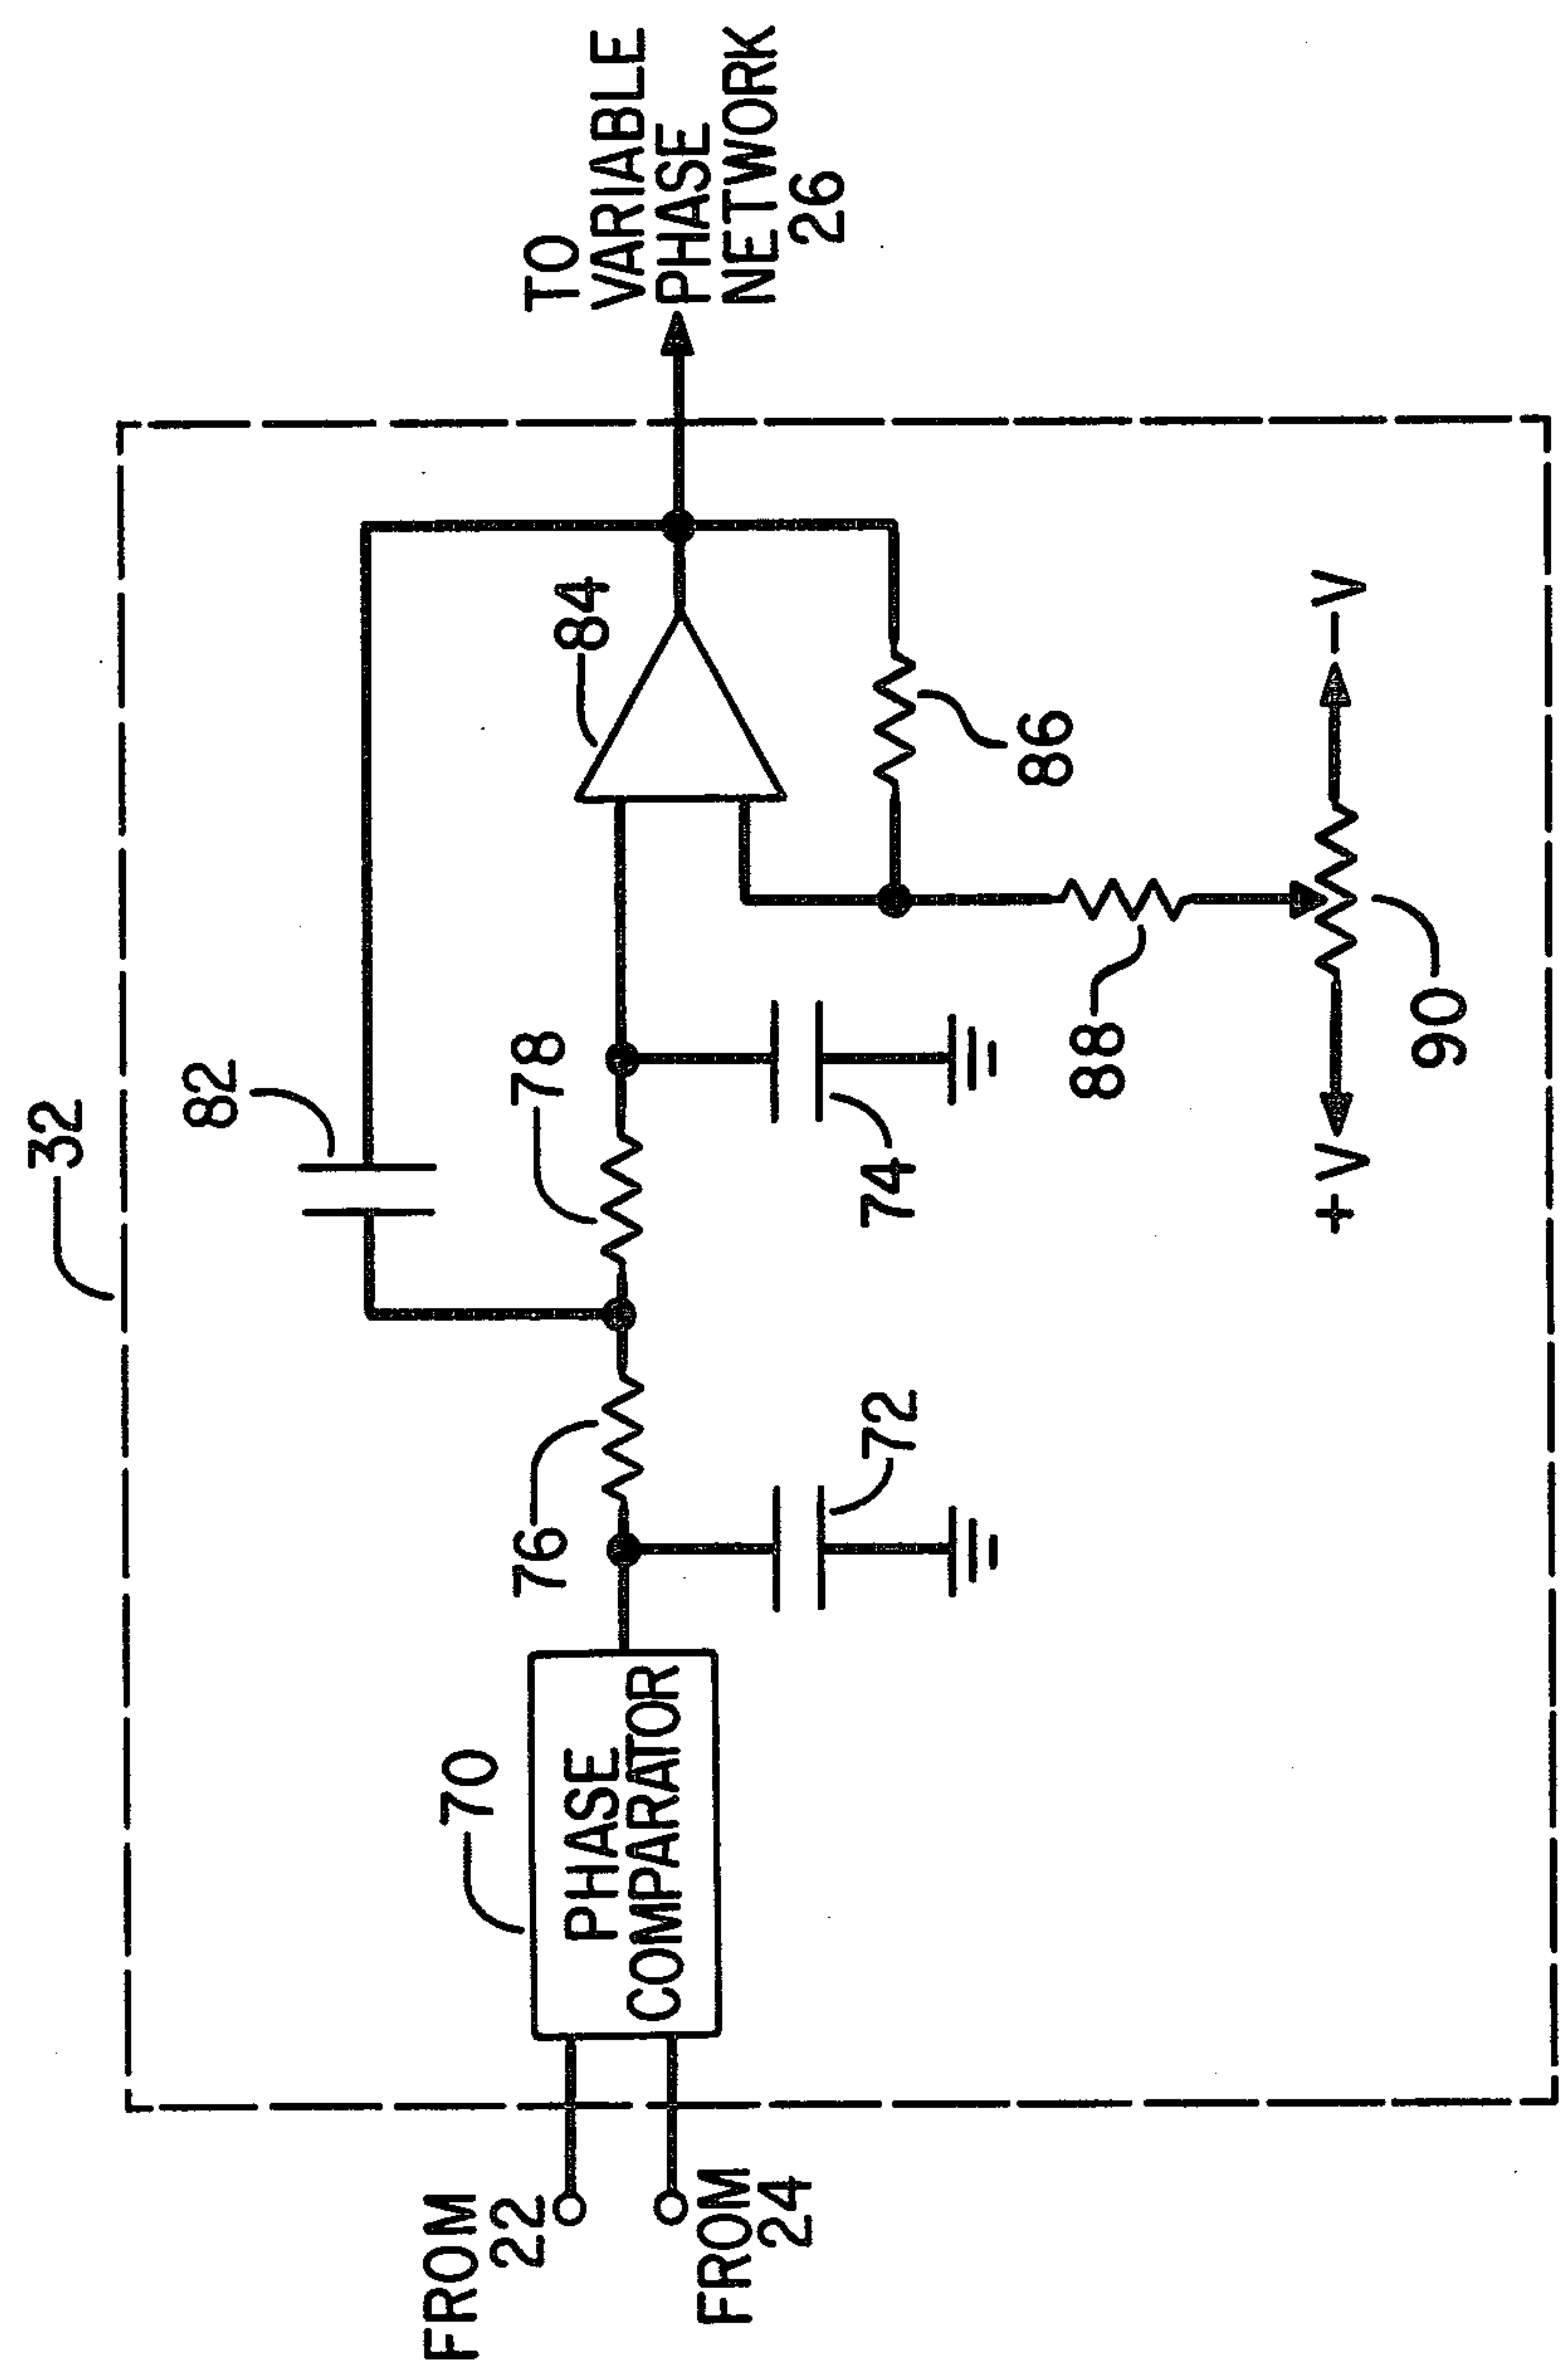 32
82
84
TO
VARIABLE
PHASE
NETWORK
26
70
76
78
FROM
22
PHASE
COMPARATOR
FROM
24
72
74
86
88
+V
-V
90